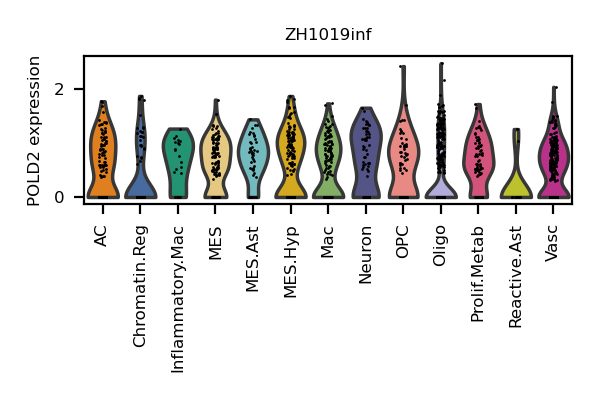 ZH1019inf
POLD2 expression
2
0
AC
Chromatin.Reg
Inflammatory.Mac
MES
MES.Ast
MES.Hyp
Mac
Neuron
OPC
Oligo
Prolif.Metab
Reactive.Ast
Vasc